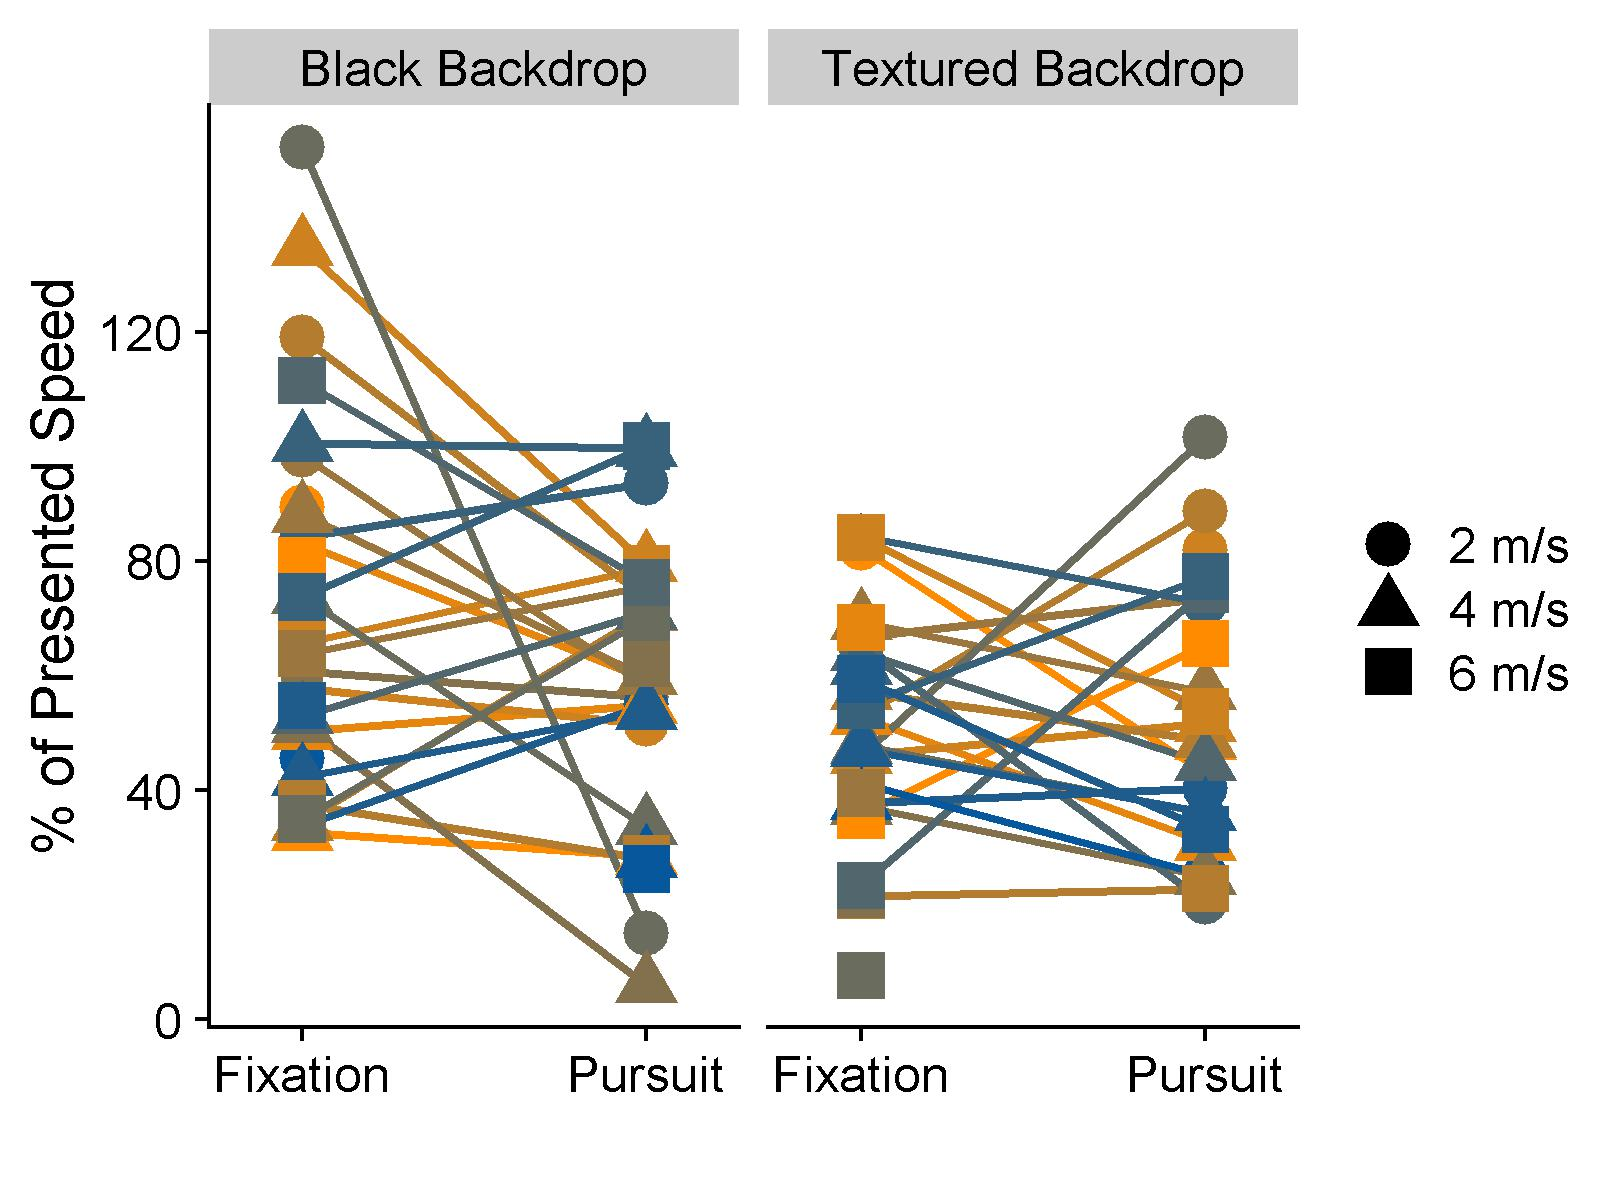 Black Backdrop
Textured Backdrop
% of Presented Speed
120
80
40
0
Fixation
Pursuit
Fixation
Pursuit
2 m/s
4 m/s
6 m/s